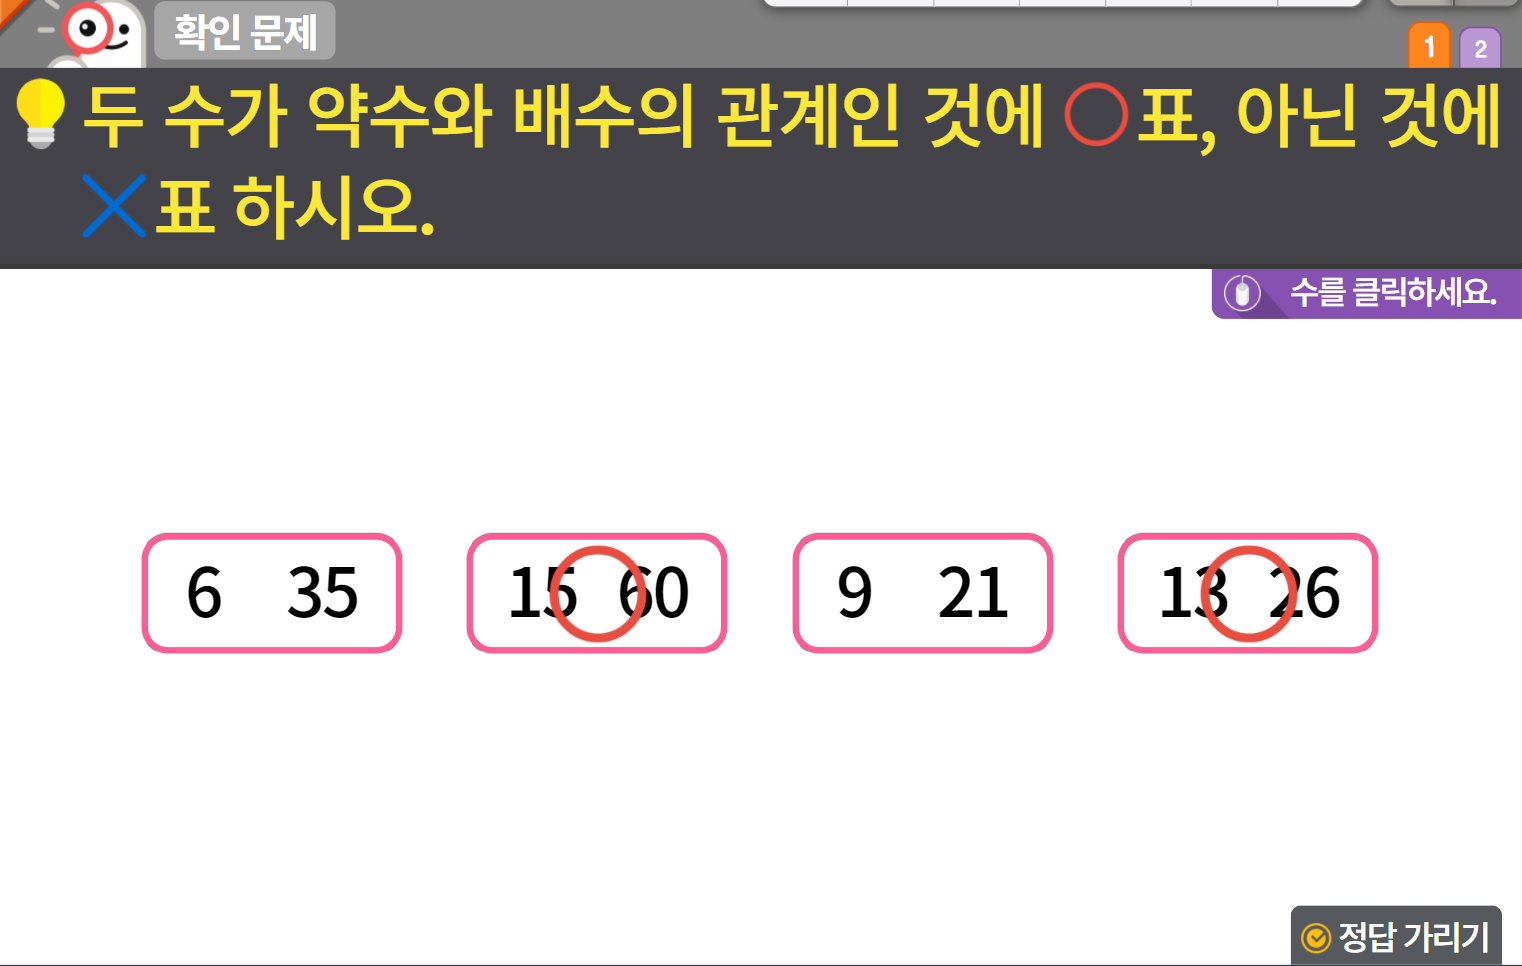 확인 문제
1 2
두 수가 약수와 배수의 관계인 것에 ○표, 아닌 것에
×표 하시오.
수를 클릭하세요.
6 35 15 60 9 21 13 26
정답 가리기